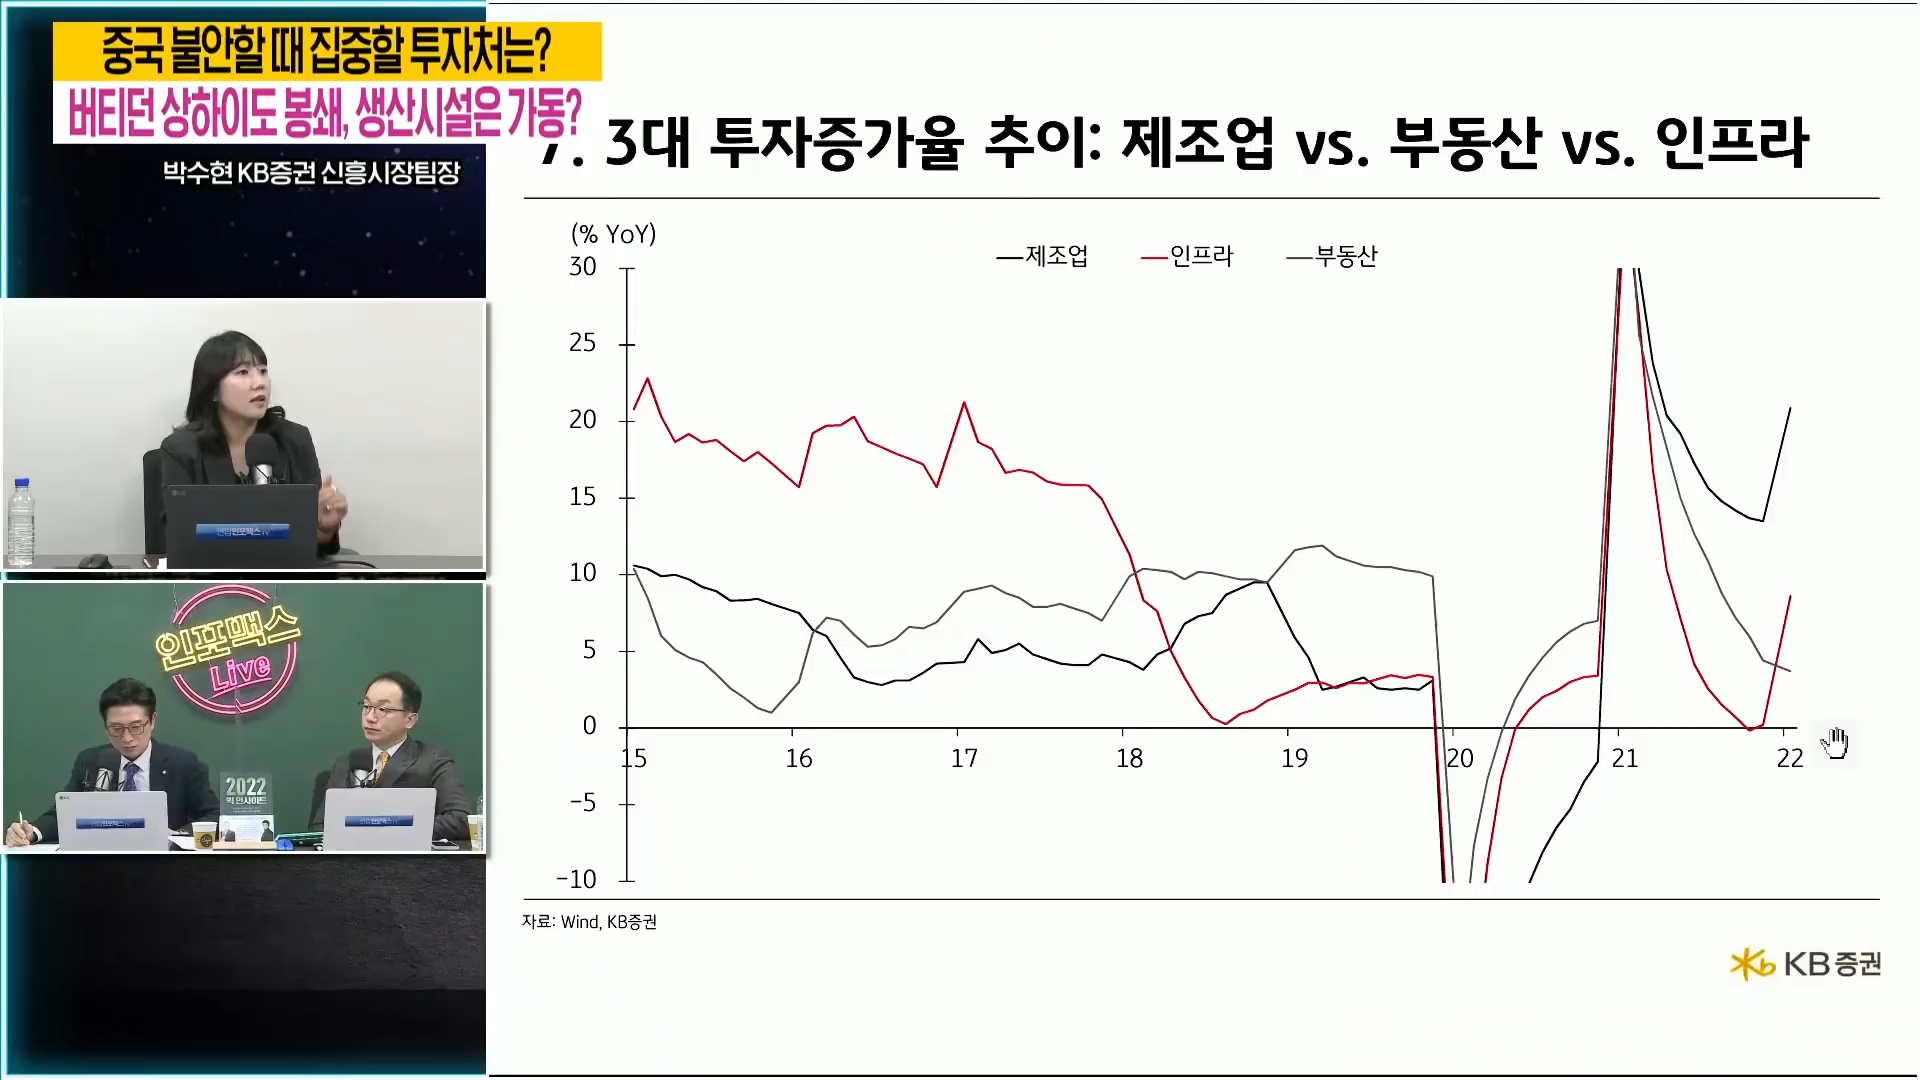 중국 불안할 때 집중할 투자처는?
버티던 상하이도 봉쇄, 생산시설은 가동?
박수현 KB증권 신흥시장팀장
7. 3대 투자증가율 추이: 제조업 vs. 부동산 vs. 인프라
(% YoY)
제조업 인프라 부동산
30
25
20
15
10
5
0
-5
-10
15 16 17 18 19 20 21 22
자료: Wind, KB증권
KB증권
인포맥스
Live
2022